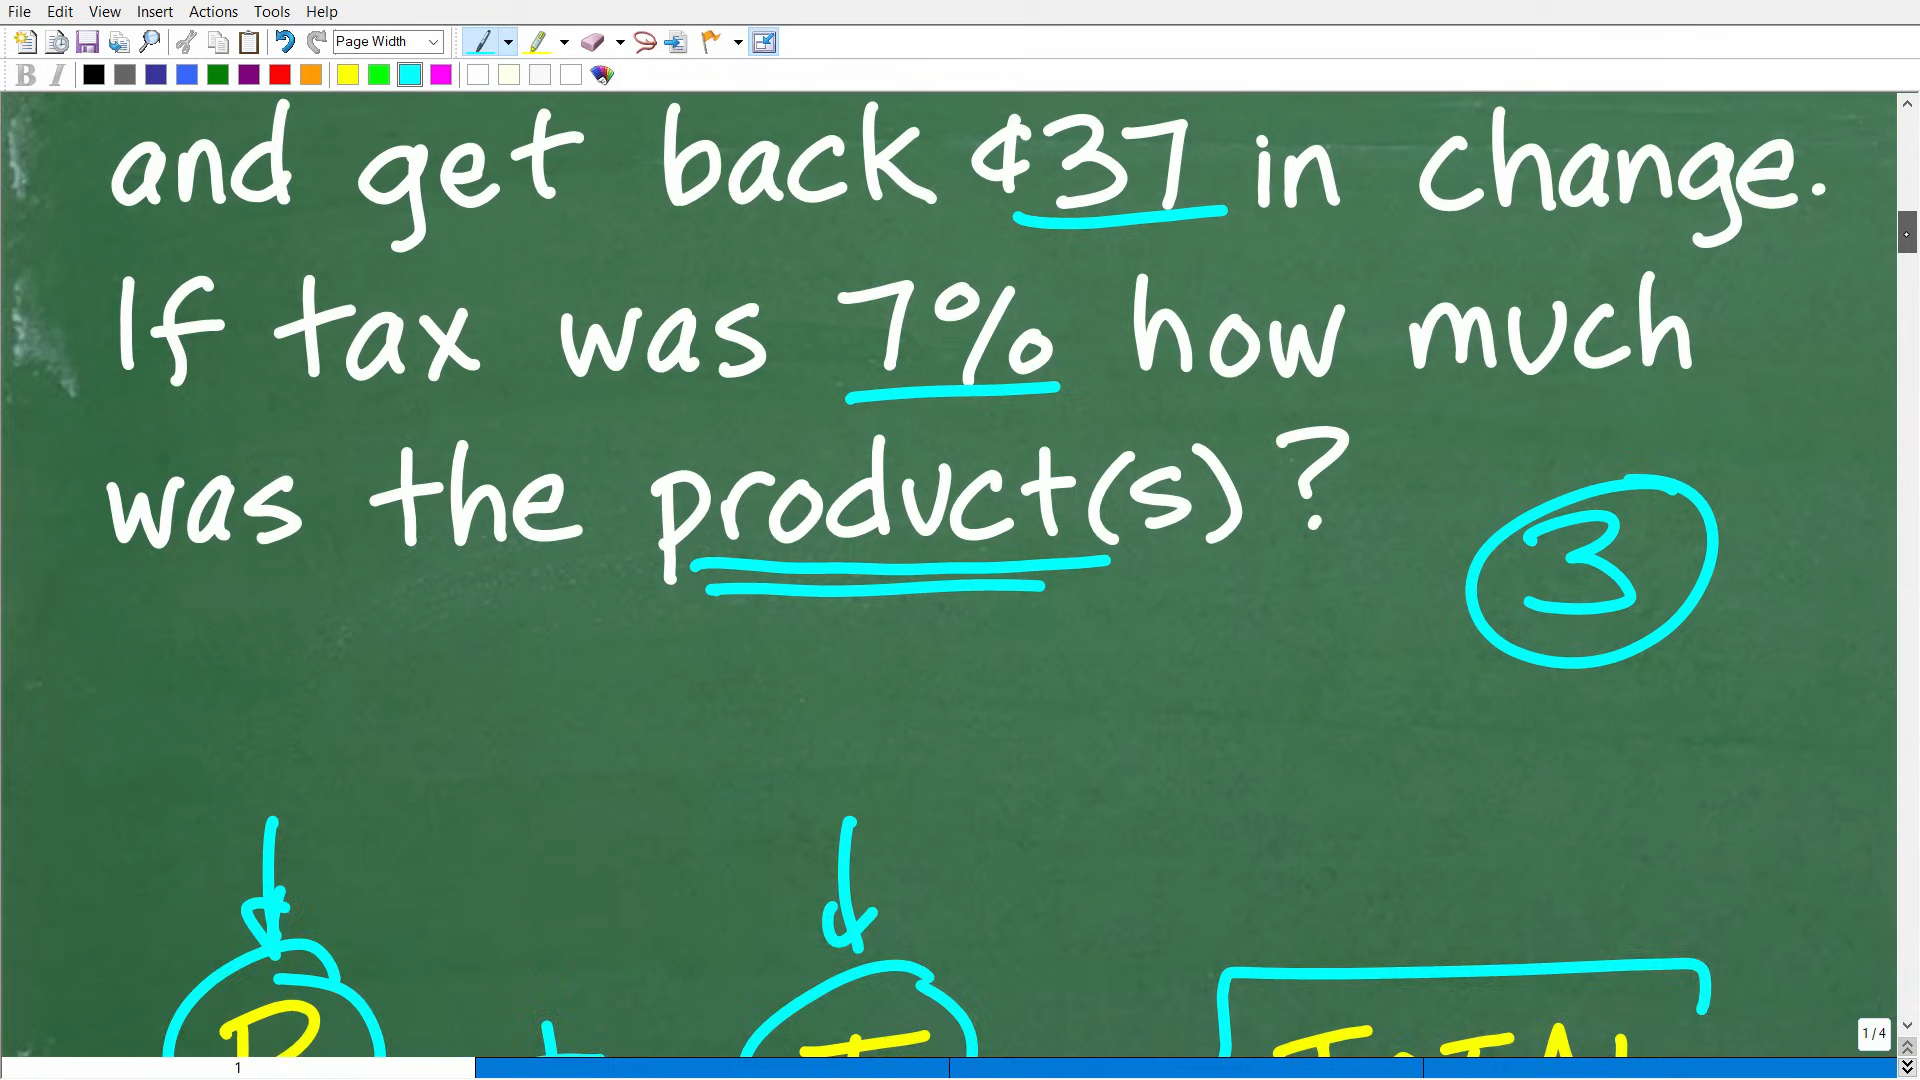 File Edit View Insert Actions Tools Help
Page Width
B I
and get back ¢37 in change.
If tax was 7% how much
was the product(s)?
3
P + T TOTAL
1/4
1